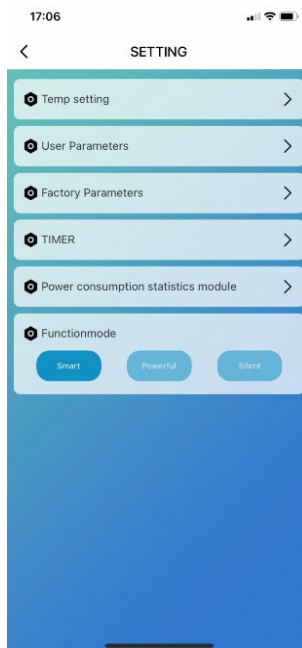 17:06
SETTING
Temp setting
User Parameters
Factory Parameters
TIMER
Power consumption statistics module
Functionmode
Smart
Powerful
Silent